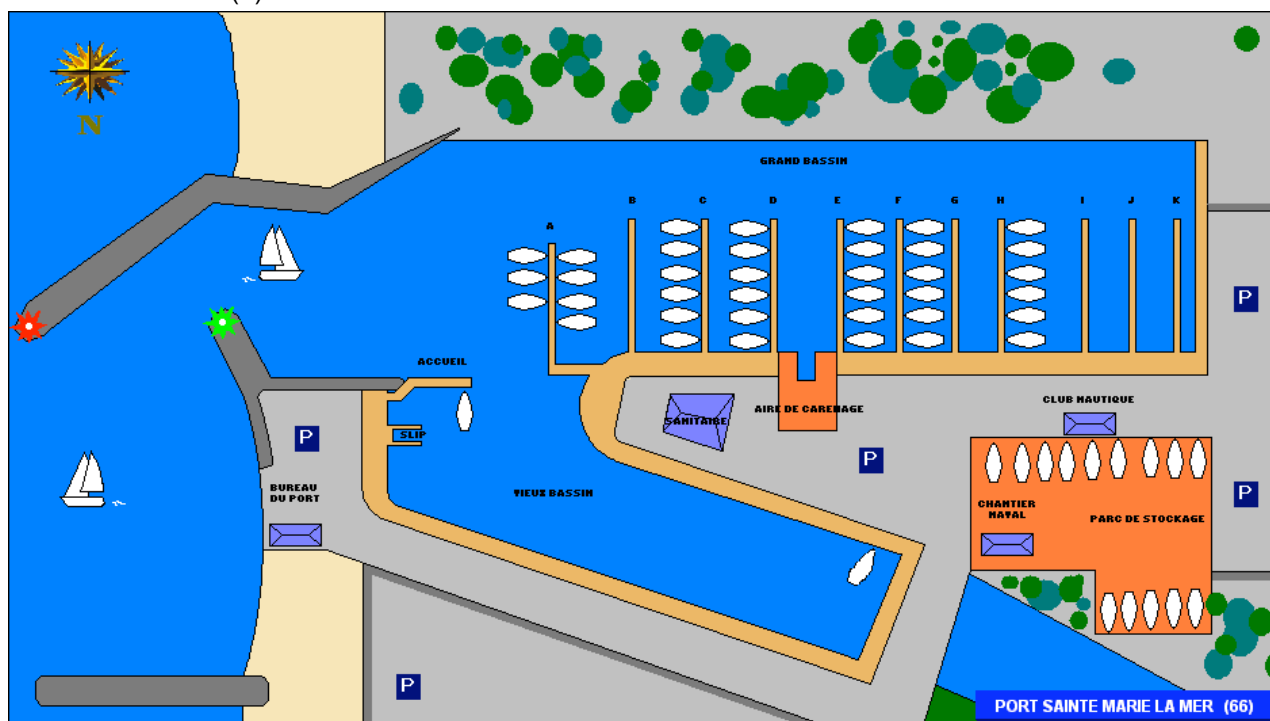 N
GRAND BASSIN
A
B
C
D
E
F
G
H
I
J
K
P
ACCUEIL
CLUB NAUTIQUE
AIRE DE CARENAGE
SANITAIRE
SLIP
P
P
P
BUREAU
DU PORT
VIEUX BASSIN
CHANTIER
NAVAL
PARC DE STOCKAGE
P
PORT SAINTE MARIE LA MER (66)